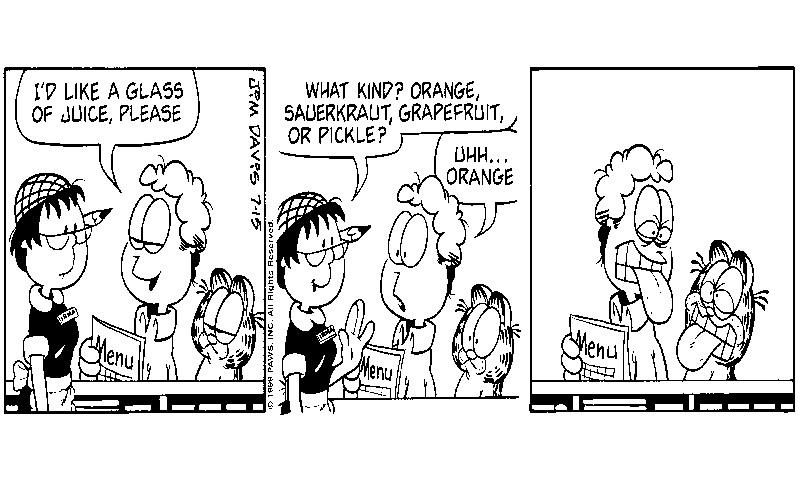 I'D LIKE A GLASS
OF JUICE, PLEASE
JPM DAVPS 7-15
© 1998 PAWS, INC. All Rights Reserved.
Menu
WHAT KIND? ORANGE,
SAUERKRAUT, GRAPEFRUIT,
OR PICKLE?
UHH...
ORANGE
Menu
Menu